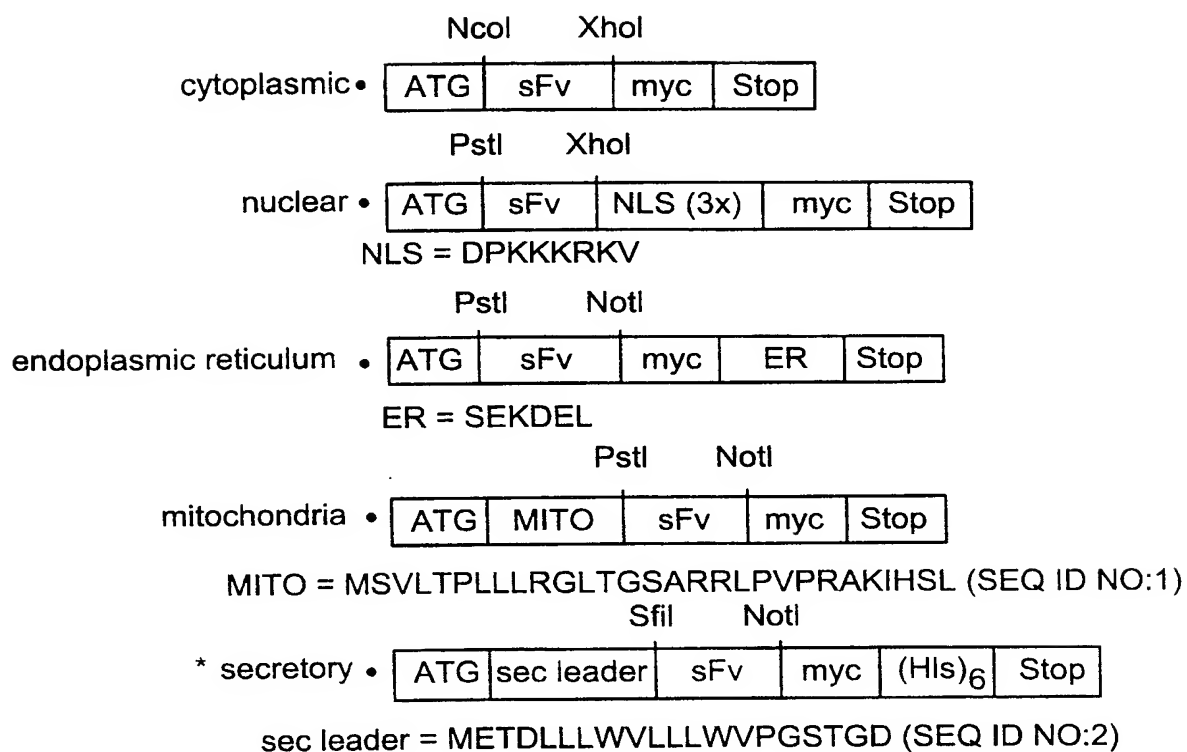 NcoI XhoI
cytoplasmic • ATG sFv myc Stop
PstI XhoI
nuclear • ATG sFv NLS (3x) myc Stop
NLS = DPKKKRKV
PstI NotI
endoplasmic reticulum • ATG sFv myc ER Stop
ER = SEKDEL
PstI NotI
mitochondria • ATG MITO sFv myc Stop
MITO = MSVLTPLLLRGLTGSARRLPVPRAKIHSL (SEQ ID NO:1)
SfiI NotI
* secretory • ATG sec leader sFv myc (HIs)6 Stop
sec leader = METDLLLWVLLLWVPGSTGD (SEQ ID NO:2)